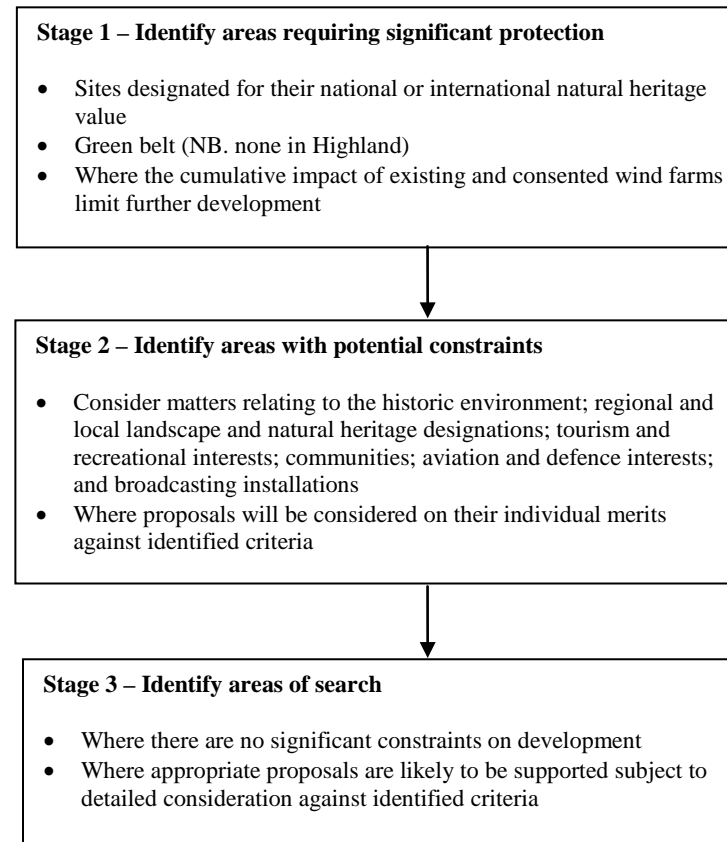 Stage 1 – Identify areas requiring significant protection
• Sites designated for their national or international natural heritage
value
• Green belt (NB. none in Highland)
• Where the cumulative impact of existing and consented wind farms
limit further development
Stage 2 – Identify areas with potential constraints
• Consider matters relating to the historic environment; regional and
local landscape and natural heritage designations; tourism and
recreational interests; communities; aviation and defence interests;
and broadcasting installations
• Where proposals will be considered on their individual merits
against identified criteria
Stage 3 – Identify areas of search
• Where there are no significant constraints on development
• Where appropriate proposals are likely to be supported subject to
detailed consideration against identified criteria